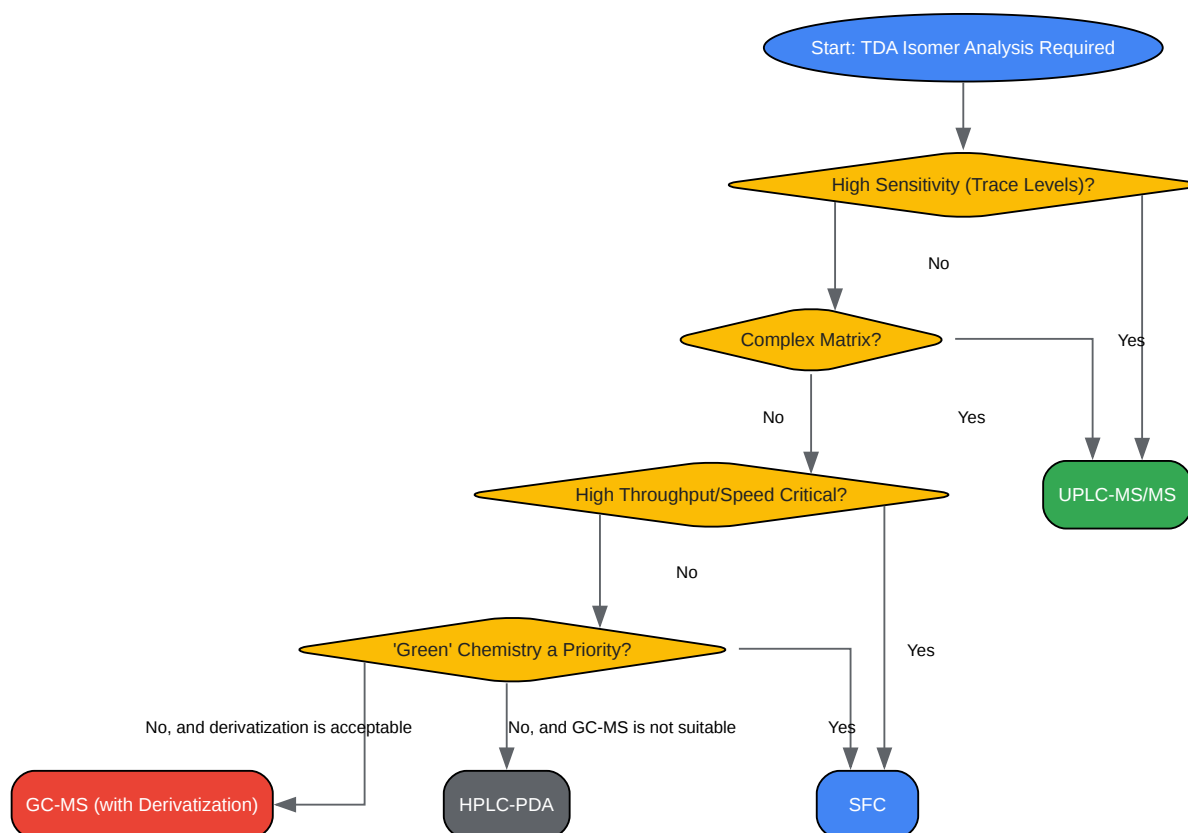 Start: TDA Isomer Analysis Required
High Sensitivity (Trace Levels)?
No
Complex Matrix?
Yes
No
Yes
High Throughput/Speed Critical?
UPLC-MS/MS
No
'Green' Chemistry a Priority?
Yes
No, and derivatization is acceptable
No, and GC-MS is not suitable
Yes
GC-MS (with Derivatization)
HPLC-PDA
SFC